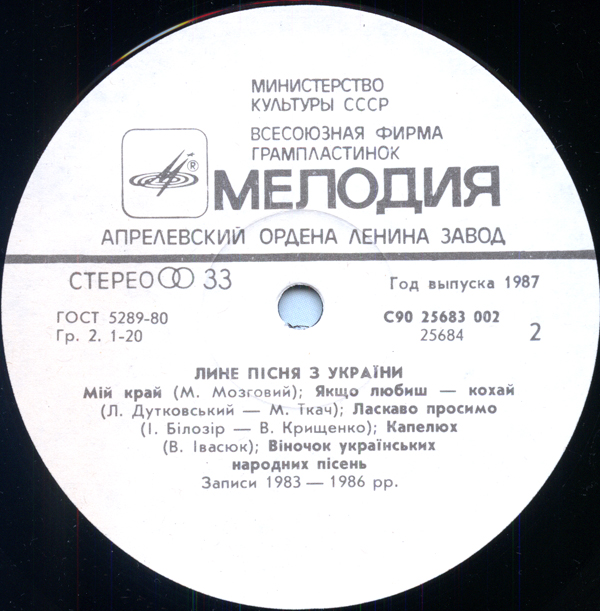 МИНИСТЕРСТВО
КУЛЬТУРЫ СССР
ВСЕСОЮЗНАЯ ФИРМА
ГРАМПЛАСТИНОК
®
МЕЛОДИЯ
АПРЕЛЕВСКИЙ ОРДЕНА ЛЕНИНА ЗАВОД
СТЕРЕО 33
Год выпуска 1987
ГОСТ 5289-80
Гр. 2. 1-20
С90 25683 002
25684
2
ЛИНЕ ПІСНЯ З УКРАЇНИ
Мій край (М. Мозговий); Якщо любиш — кохай
(Л. Дутковський — М. Ткач); Ласкаво просимо
(І. Білозір — В. Крищенко); Капелюх
(В. Івасюк); Віночок українських
народних пісень
Записи 1983 — 1986 рр.